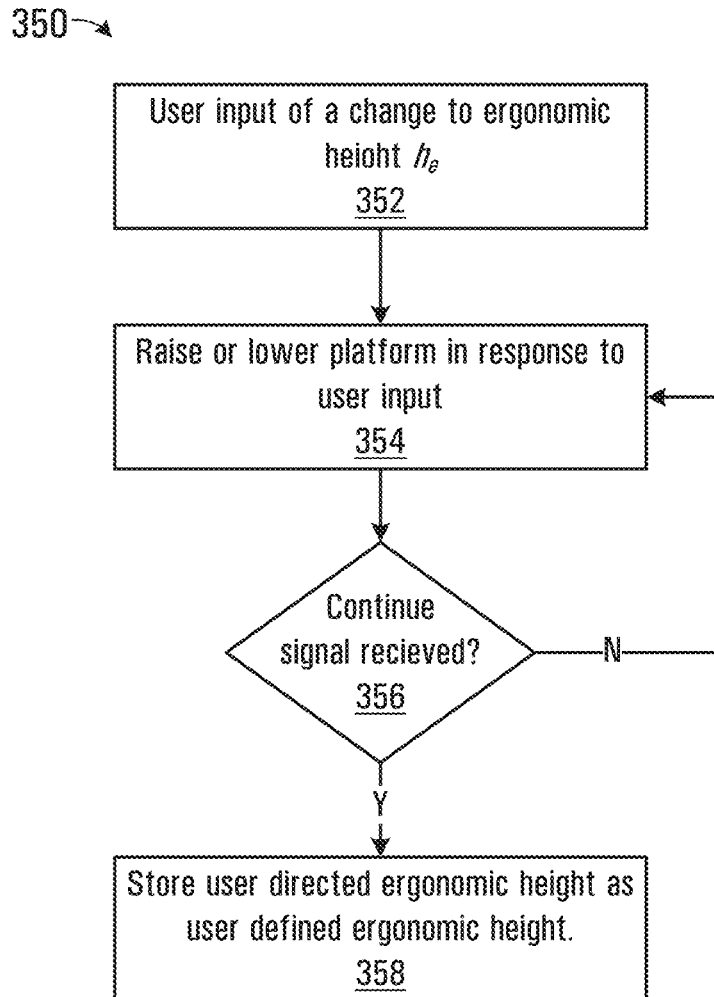 350
User input of a change to ergonomic
heioht hₑ
352
Raise or lower platform in response to
user input
354
Continue
signal recieved?
356
N
Y
Store user directed ergonomic height as
user defined ergonomic height.
358